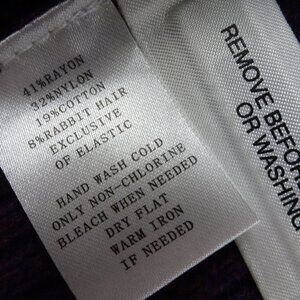 41%RAYON
32%NYLON
19%COTTON
8%RABBIT HAIR
EXCLUSIVE
OF ELASTIC
HAND WASH COLD
ONLY NON-CHLORINE
BLEACH WHEN NEEDED
DRY FLAT
WARM IRON
IF NEEDED
REMOVE BEFOR
OR WASHING